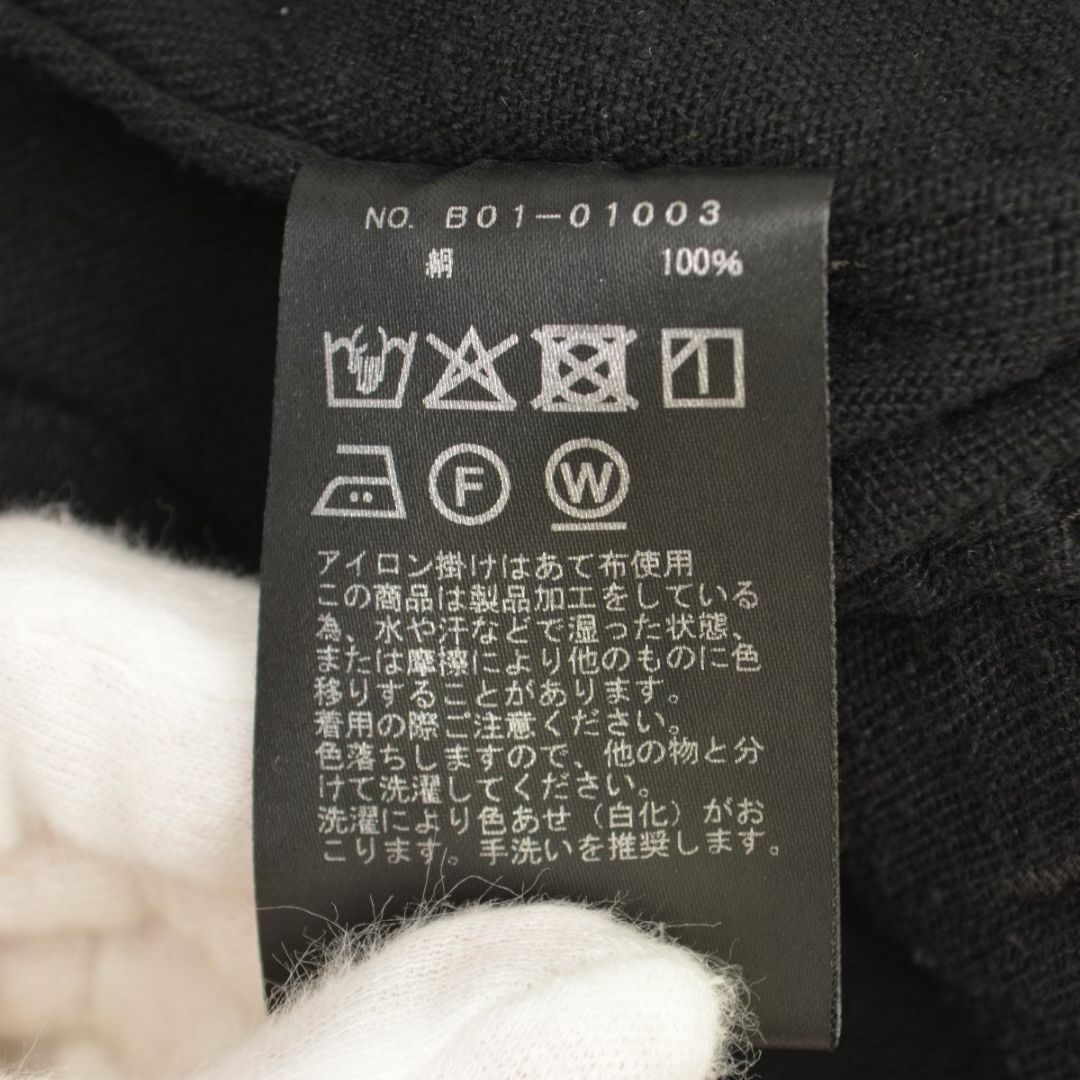 NO. B01-01003
絹 100%
F W
アイロン掛けはあて布使用
この商品は製品加工をしている
為、水や汗などで湿った状態、
または摩擦により他のものに色
移りすることがあります。
着用の際ご注意ください。
色落ちしますので、他の物と分
けて洗濯してください。
洗濯により色あせ（白化）がお
こります。手洗いを推奨します。